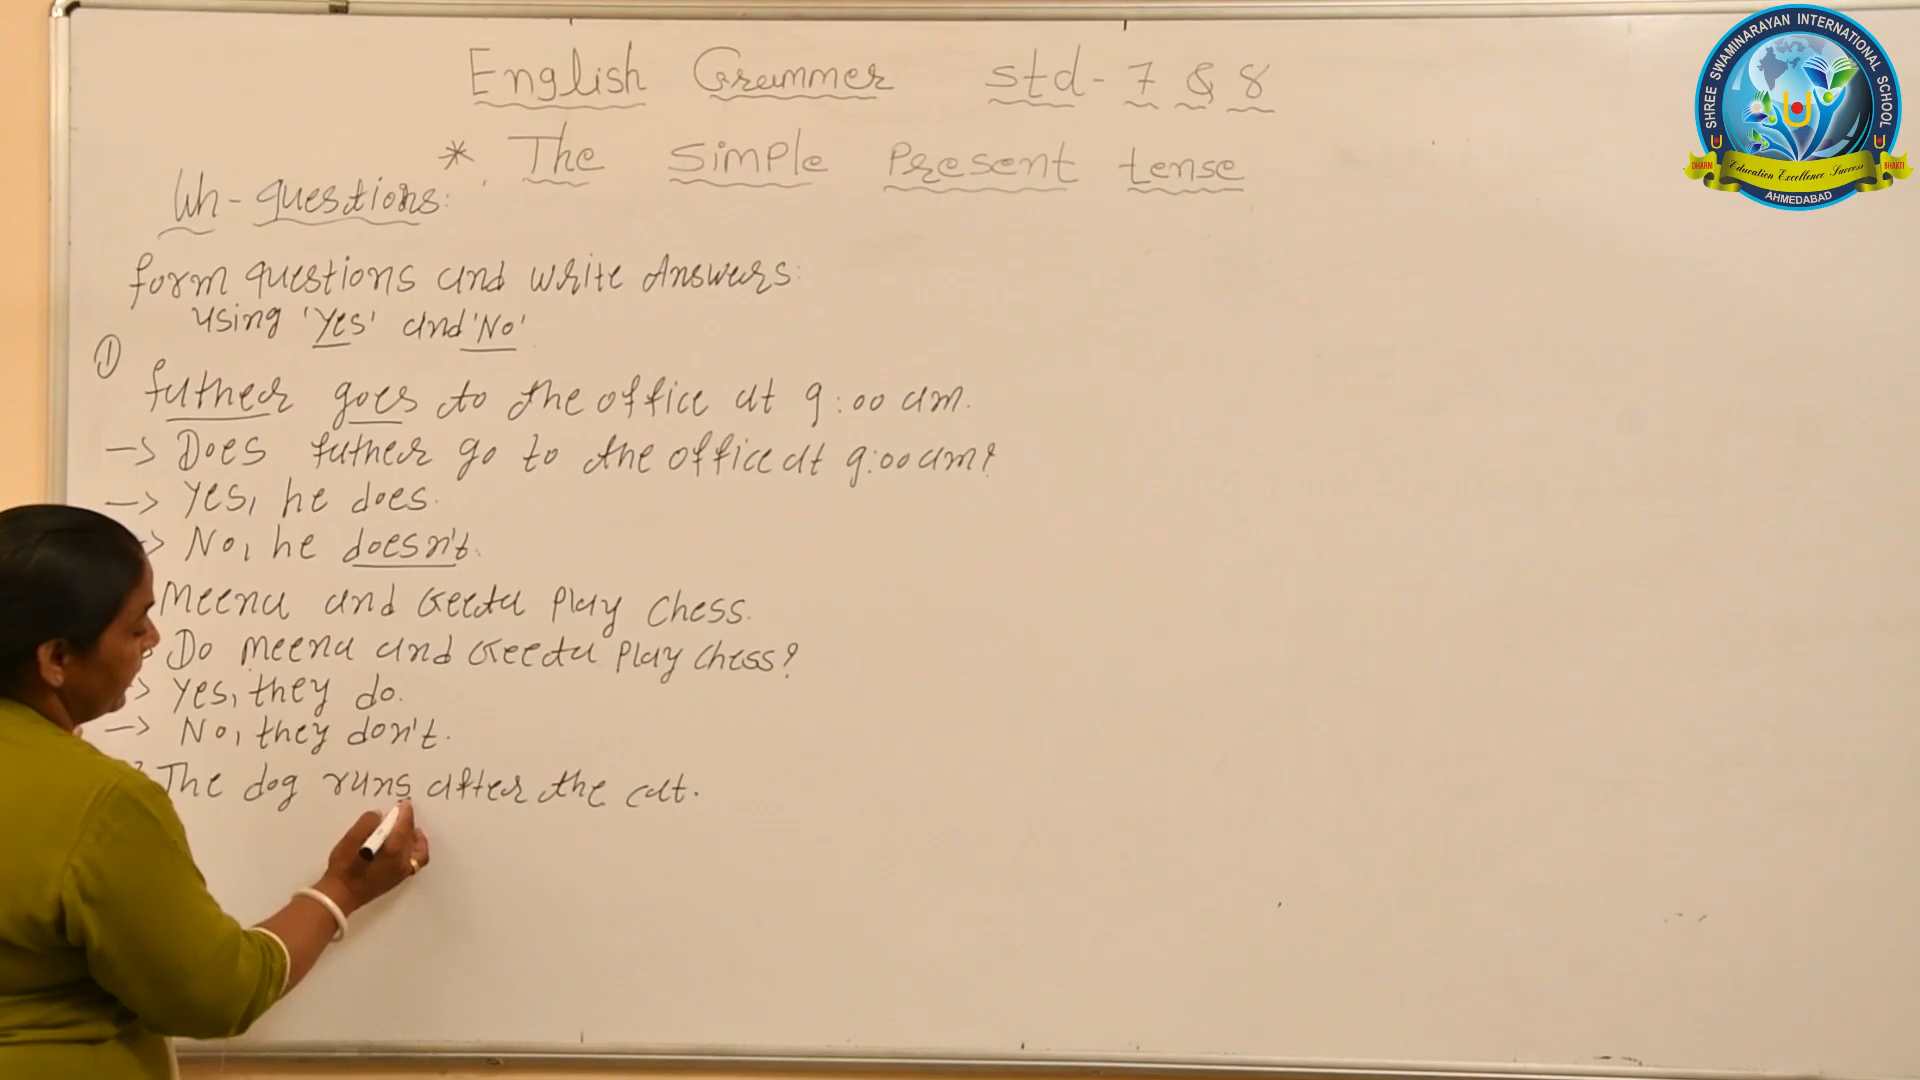 English Grammer std-7 & 8
* The Simple Present tense
Wh-questions:
form questions and write Answers:
using 'Yes' and 'No'
①
father goes to the office at 9:00 am.
→ Does father go to the office at 9:00 am?
→ Yes, he does.
→ No, he doesn't.
Meena and Geeta play chess.
Do Meena and Geeta play chess?
→ Yes, they do.
→ No, they don't.
The dog runs after the cat.
SHREE SWAMINARAYAN INTERNATIONAL SCHOOL
DHARM
Education Excellence Success
BHAKTI
AHMEDABAD